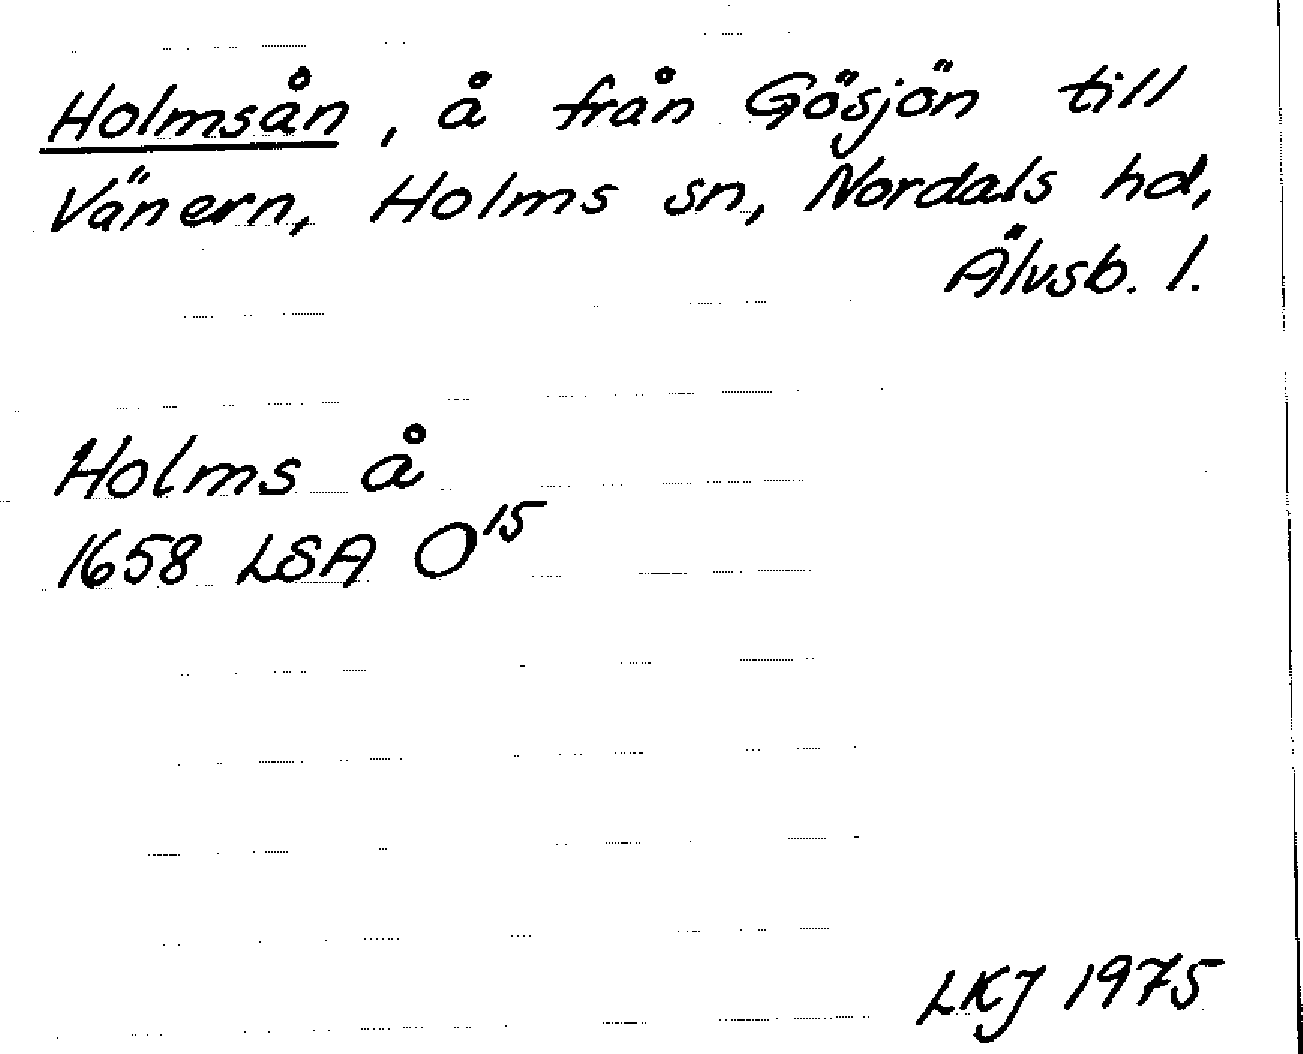 Holmsån, å från Gösjön till
Vänern, Holms sn, Nordals hd,
Älvsb. l.
Holms å
1658 LSA O15
LKJ 1975